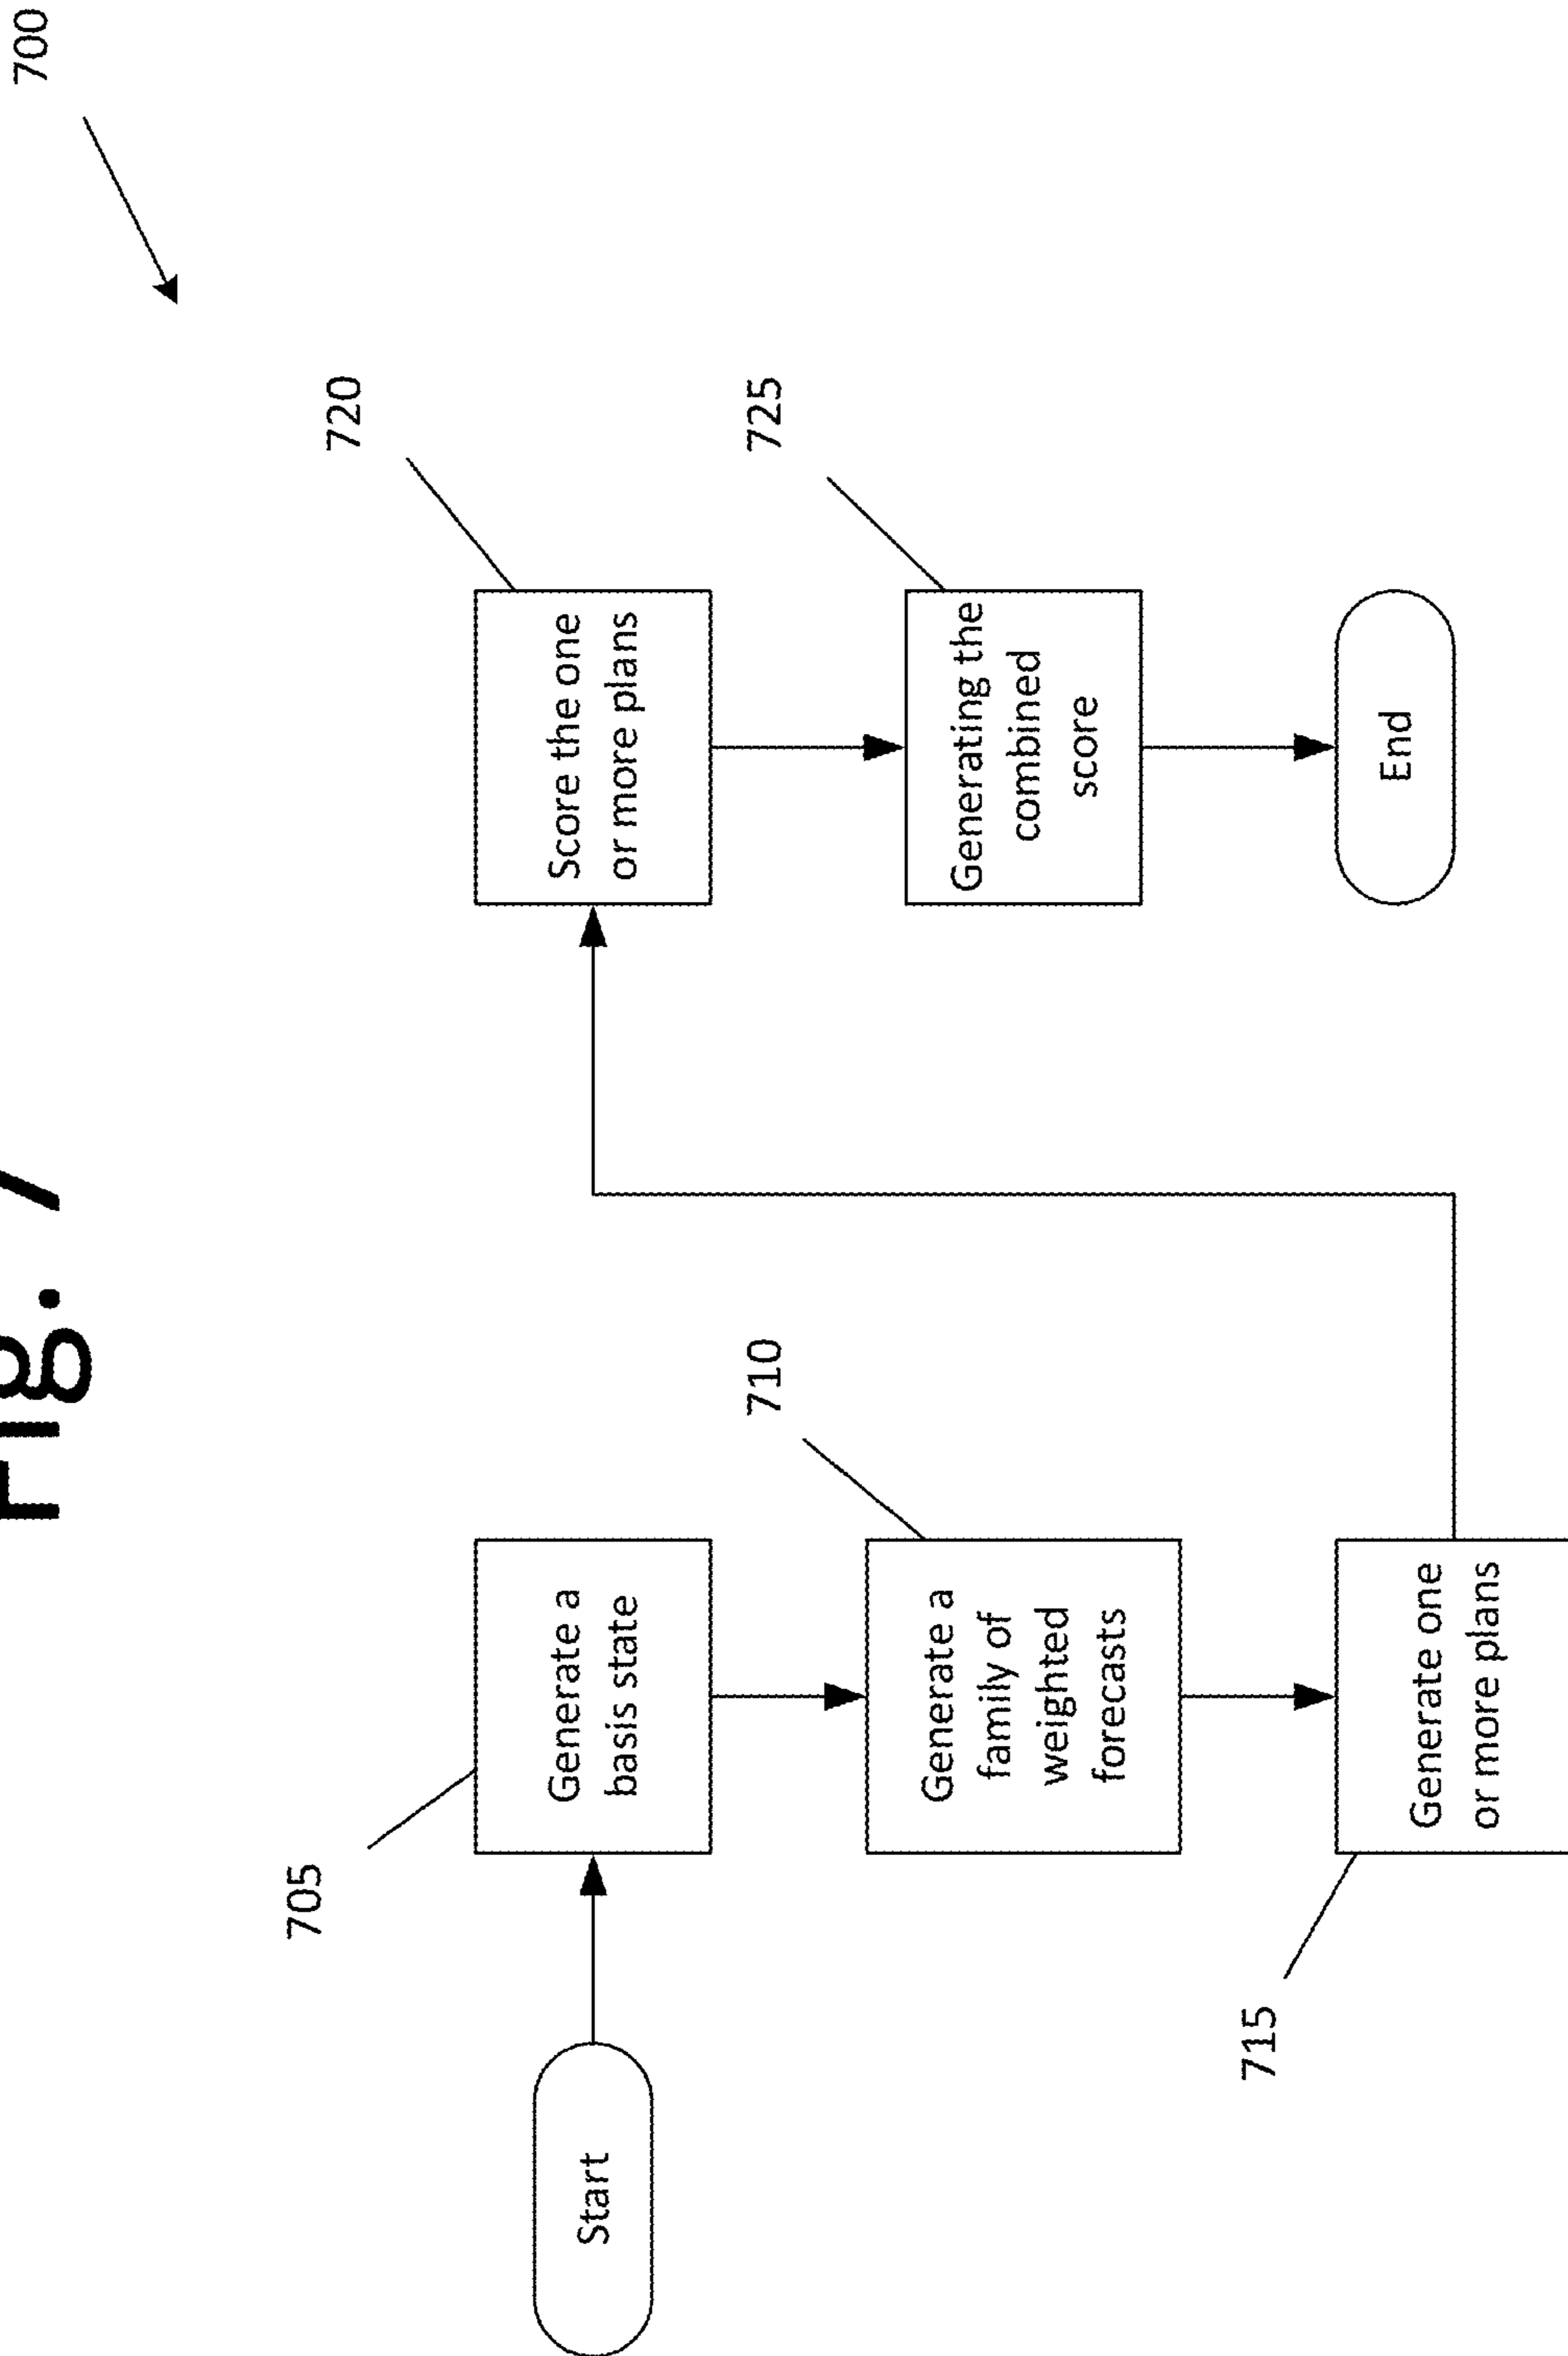 Fig. 7
700
Start
705
Generate a
basis state
710
Generate a
family of
weighted
forecasts
715
Generate one
or more plans
720
Score the one
or more plans
725
Generating the
combined
score
End